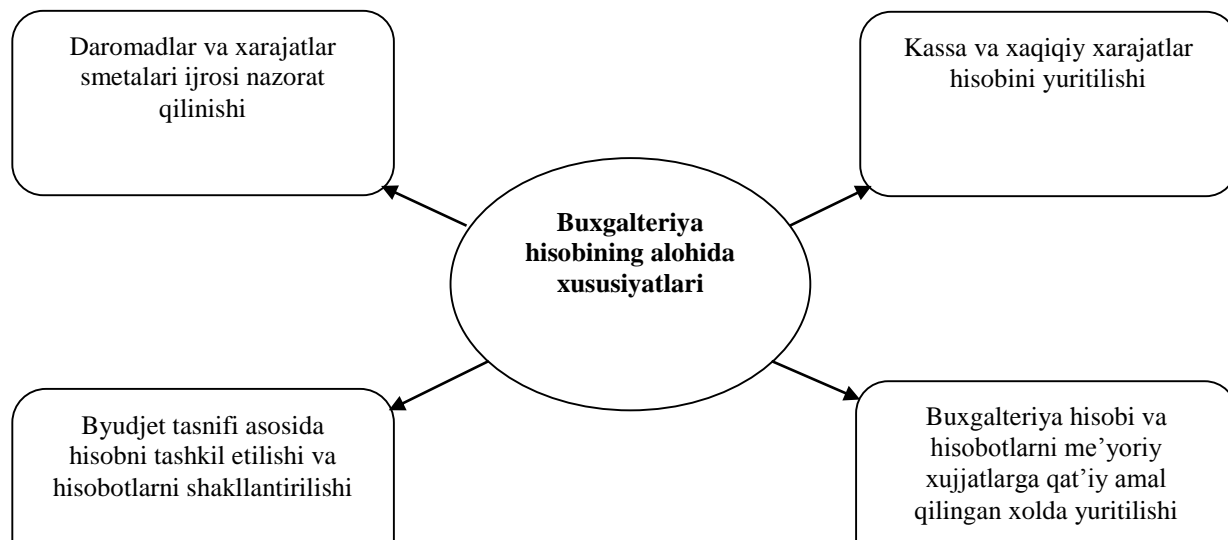 Daromadlar va xarajatlar
smetalari ijrosi nazorat
qilinishi
Kassa va xaqiqiy xarajatlar
hisobini yuritilishi
Buxgalteriya
hisobining alohida
xususiyatlari
Byudjet tasnifi asosida
hisobni tashkil etilishi va
hisobotlarni shakllantirilishi
Buxgalteriya hisobi va
hisobotlarni me’yoriy
xujjatlarga qat’iy amal
qilingan xolda yuritilishi